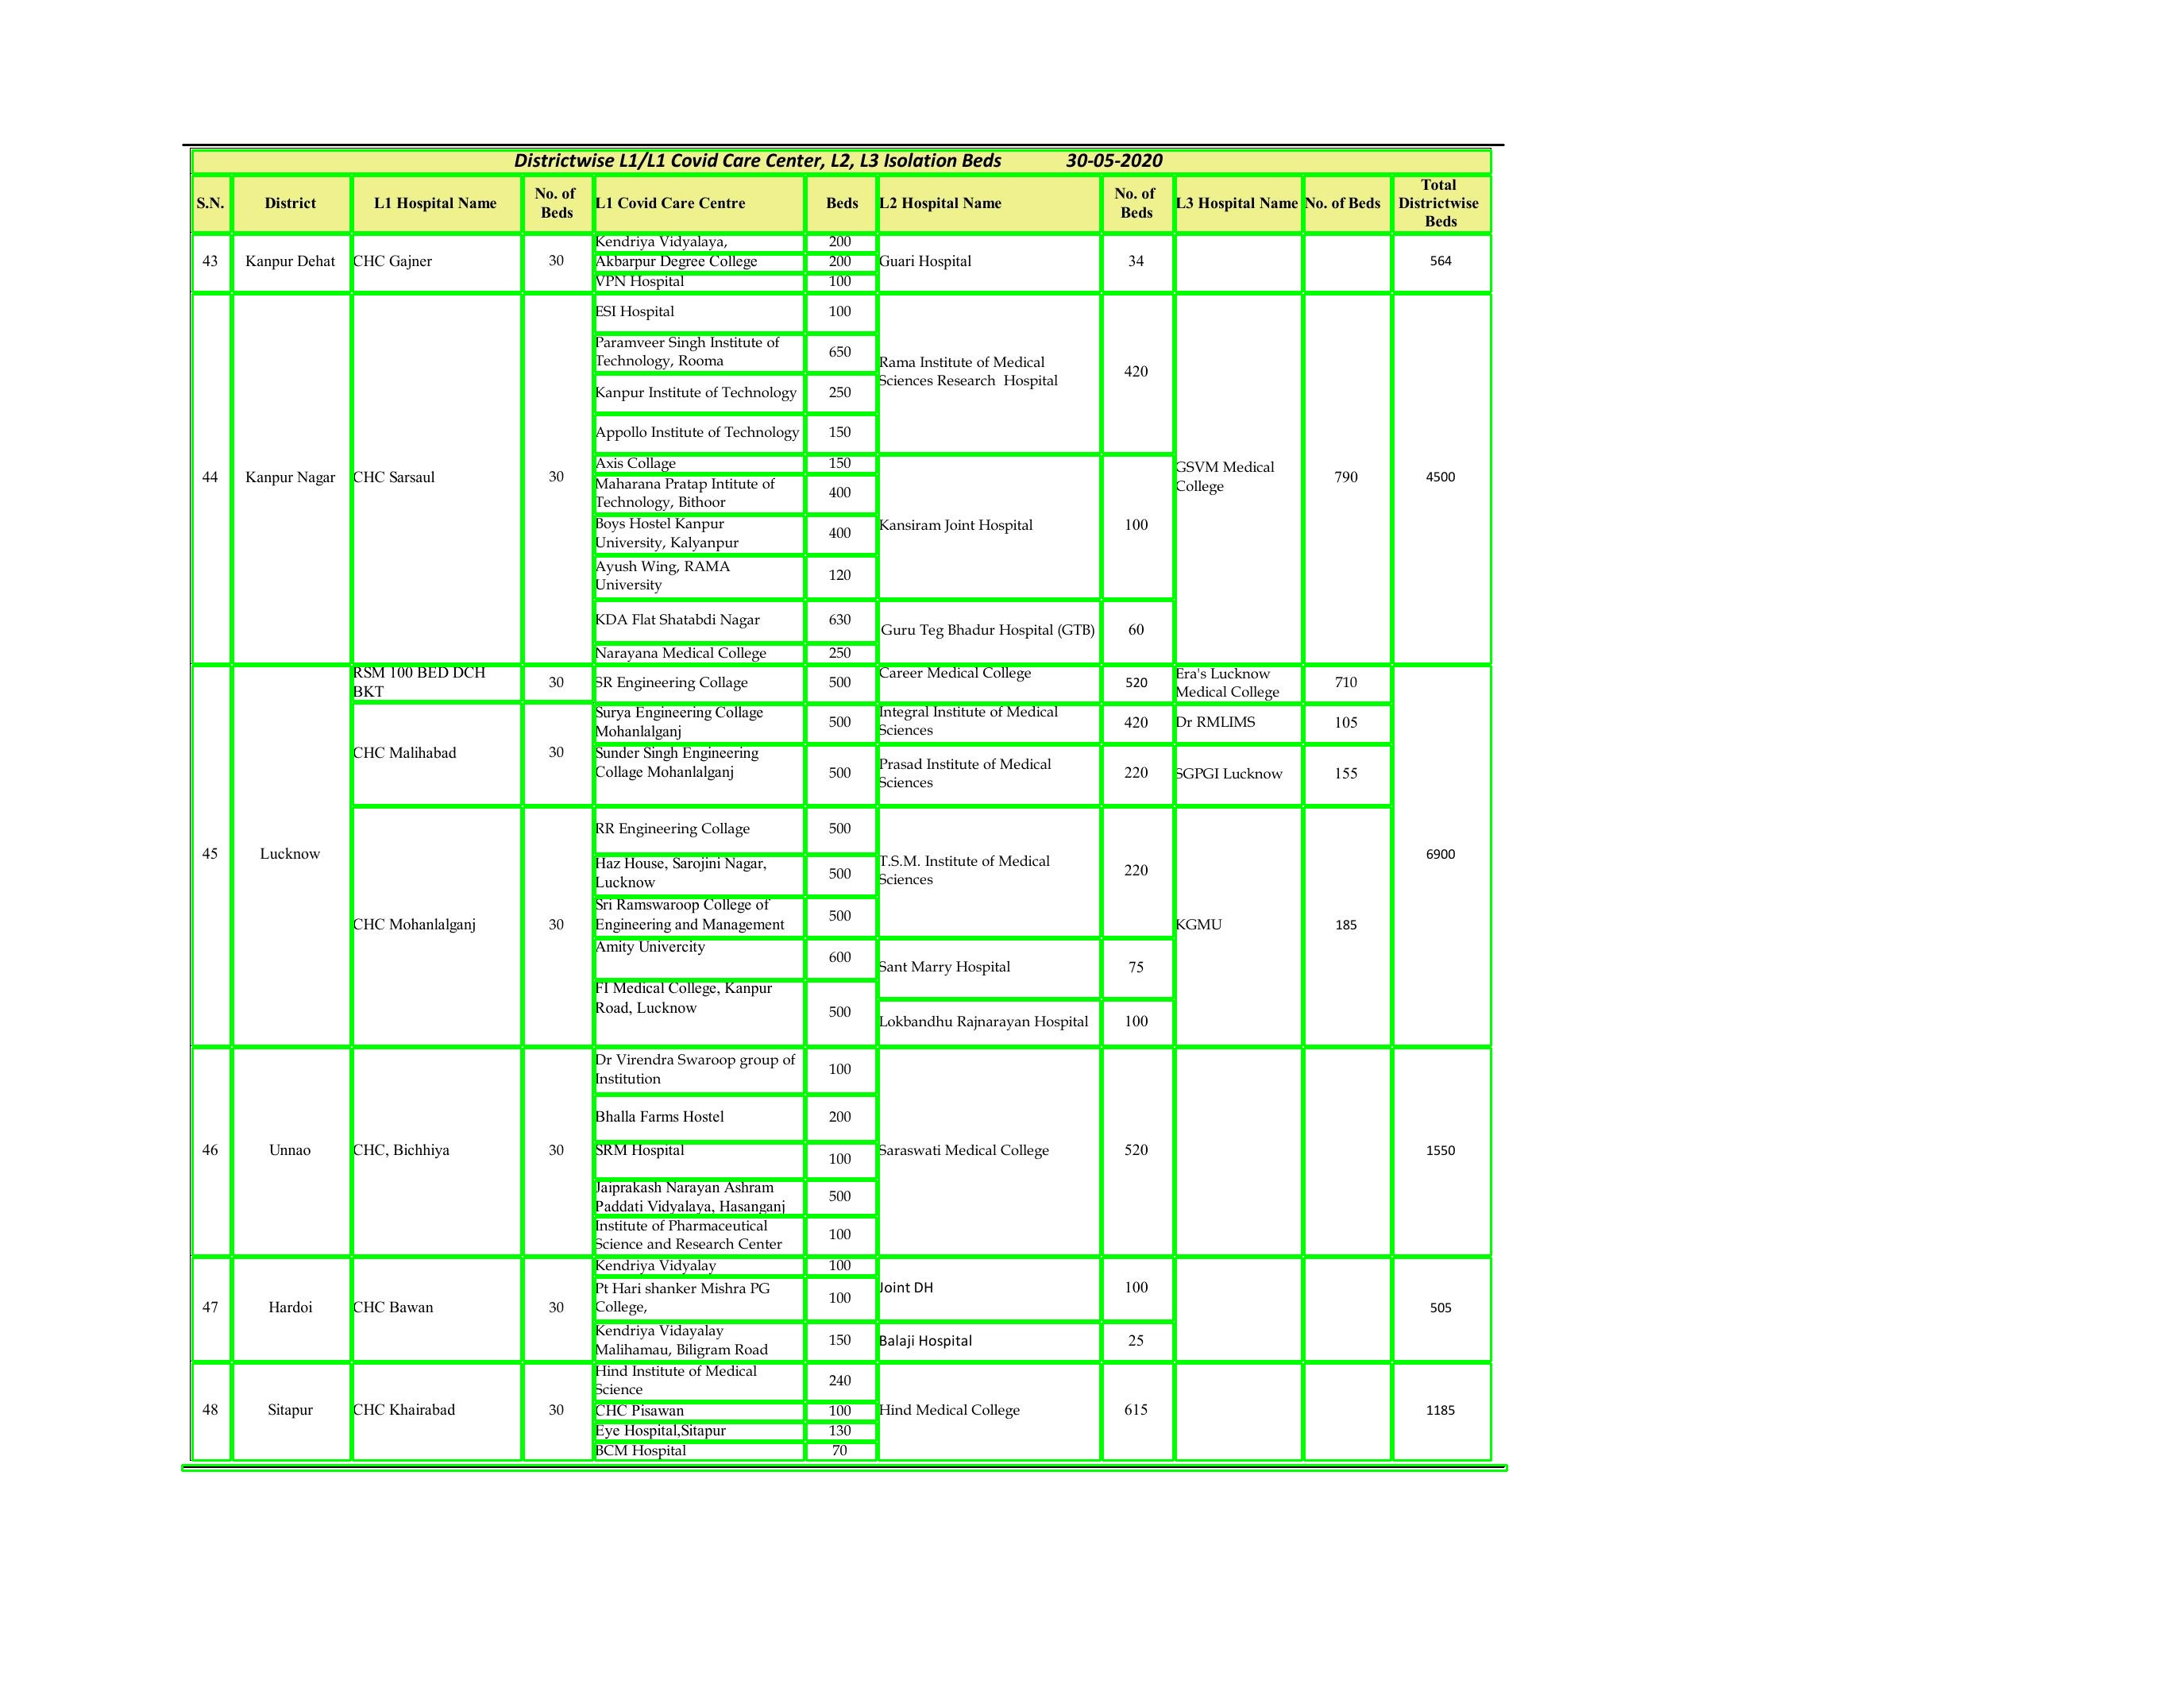 Districtwise L1/L1 Covid Care Center, L2, L3 Isolation Beds 30-05-2020
S.N. District L1 Hospital Name No. of Beds L1 Covid Care Centre Beds L2 Hospital Name No. of Beds L3 Hospital Name No. of Beds Total Districtwise Beds
43 Kanpur Dehat CHC Gajner 30 Kendriya Vidyalaya, 200 Guari Hospital 34 564
Akbarpur Degree College 200
VPN Hospital 100
44 Kanpur Nagar CHC Sarsaul 30 ESI Hospital 100 Rama Institute of Medical Sciences Research Hospital 420 GSVM Medical College 790 4500
Paramveer Singh Institute of Technology, Rooma 650
Kanpur Institute of Technology 250
Appollo Institute of Technology 150
Axis Collage 150 Kansiram Joint Hospital 100
Maharana Pratap Intitute of Technology, Bithoor 400
Boys Hostel Kanpur University, Kalyanpur 400
Ayush Wing, RAMA University 120
KDA Flat Shatabdi Nagar 630 Guru Teg Bhadur Hospital (GTB) 60
Narayana Medical College 250
45 Lucknow RSM 100 BED DCH BKT 30 SR Engineering Collage 500 Career Medical College 520 Era's Lucknow Medical College 710 6900
CHC Malihabad 30 Surya Engineering Collage Mohanlalganj 500 Integral Institute of Medical Sciences 420 Dr RMLIMS 105
Sunder Singh Engineering Collage Mohanlalganj 500 Prasad Institute of Medical Sciences 220 SGPGI Lucknow 155
CHC Mohanlalganj 30 RR Engineering Collage 500 T.S.M. Institute of Medical Sciences 220 KGMU 185
Haz House, Sarojini Nagar, Lucknow 500
Sri Ramswaroop College of Engineering and Management 500
Amity Univercity 600 Sant Marry Hospital 75
FI Medical College, Kanpur Road, Lucknow 500 Lokbandhu Rajnarayan Hospital 100
46 Unnao CHC, Bichhiya 30 Dr Virendra Swaroop group of Institution 100 Saraswati Medical College 520 1550
Bhalla Farms Hostel 200
SRM Hospital 100
Jaiprakash Narayan Ashram Paddati Vidyalaya, Hasanganj 500
Institute of Pharmaceutical Science and Research Center 100
47 Hardoi CHC Bawan 30 Kendriya Vidyalay 100 Joint DH 100 505
Pt Hari shanker Mishra PG College, 100
Kendriya Vidayalay Malihamau, Biligram Road 150 Balaji Hospital 25
48 Sitapur CHC Khairabad 30 Hind Institute of Medical Science 240 Hind Medical College 615 1185
CHC Pisawan 100
Eye Hospital,Sitapur 130
BCM Hospital 70